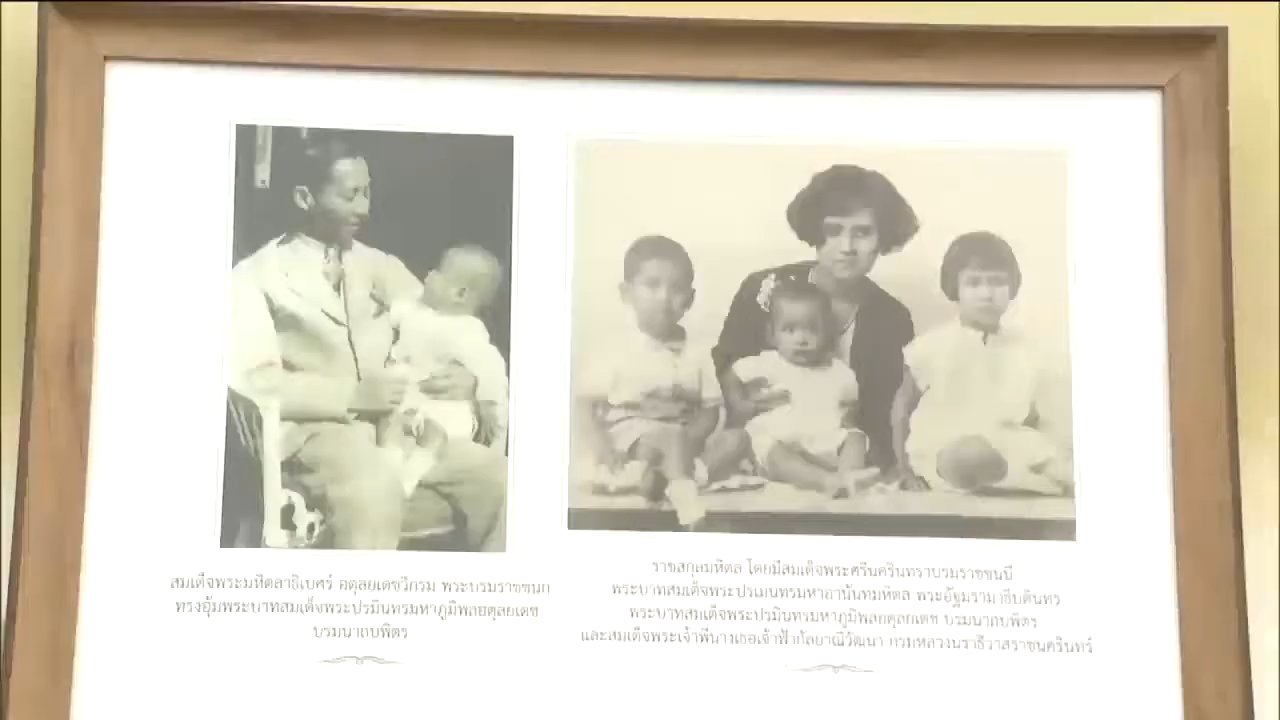 สมเด็จพระมหิตลาธิเบศร์ อดุลยเดชวิกรม พระบรมราชชนก
ทรงอุ้มพระบาทสมเด็จพระปรมินทรมหาภูมิพลอดุลยเดช
บรมนาถบพิตร
ราชสกุลมหิดล โดยมีสมเด็จพระศรีนครินทราบรมราชชนนี
พระบาทสมเด็จพระปรเมนทรมหาอานันทมหิดล พระอัฐมรามาธิบดินทร
พระบาทสมเด็จพระปรมินทรมหาภูมิพลอดุลยเดช บรมนาถบพิตร
และสมเด็จพระเจ้าพี่นางเธอเจ้าฟ้ากัลยาณิวัฒนา กรมหลวงนราธิวาสราชนครินทร์